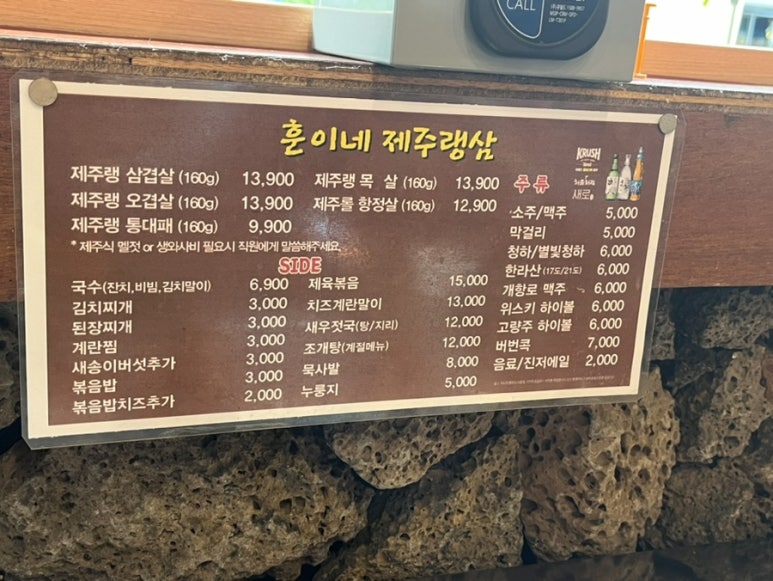 CALL
훈이네 제주랭삼
제주랭 삼겹살 (160g) 13,900
제주랭 오겹살 (160g) 13,900
제주랭 통대패 (160g) 9,900
제주랭 목 살 (160g) 13,900
제주롤 항정살 (160g) 12,900
* 제주식 멜젓 or 생와사비 필요시 직원에게 말씀해주세요.
SIDE
국수(잔치,비빔,김치말이) 6,900
김치찌개 3,000
된장찌개 3,000
계란찜 3,000
새송이버섯추가 3,000
볶음밥 3,000
볶음밥치즈추가 2,000
제육볶음 15,000
치즈계란말이 13,000
새우젓국(탕/지리) 12,000
조개탕(계절메뉴) 12,000
묵사발 8,000
누룽지 5,000
주 류
KRUSH
처음처럼
새로
소주/맥주 5,000
막걸리 5,000
청하/별빛청하 6,000
한라산 (17도/21도) 6,000
개항로 맥주 6,000
위스키 하이볼 6,000
고량주 하이볼 6,000
버번콕 7,000
음료/진저에일 2,000